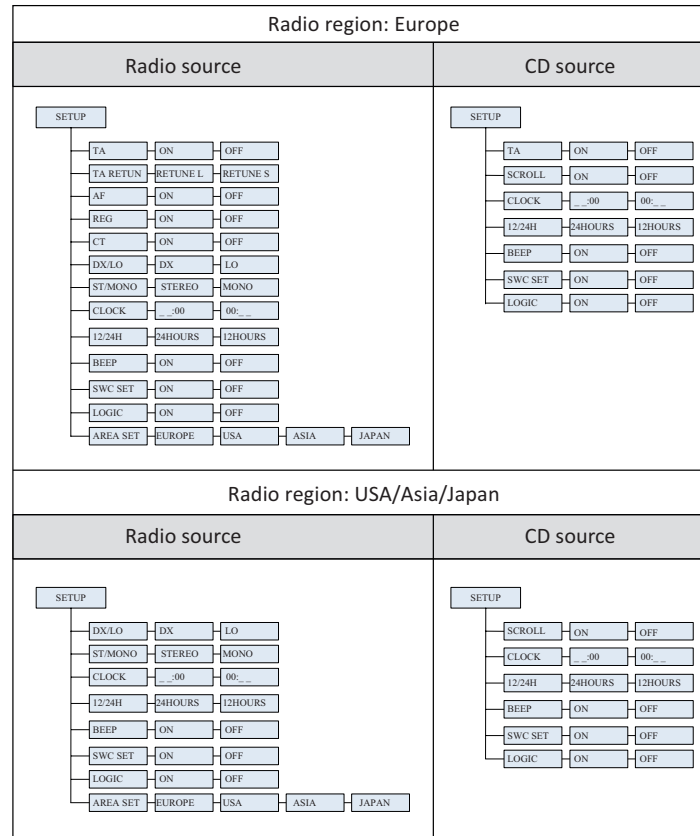 Radio region: Europe
Radio source
CD source
SETUP
TA ON OFF
TA RETUN RETUNE L RETUNE S
AF ON OFF
REG ON OFF
CT ON OFF
DX/LO DX LO
ST/MONO STEREO MONO
CLOCK _ _:00 00:_ _
12/24H 24HOURS 12HOURS
BEEP ON OFF
SWC SET ON OFF
LOGIC ON OFF
AREA SET EUROPE USA ASIA JAPAN
SETUP
TA ON OFF
SCROLL ON OFF
CLOCK _ _:00 00:_ _
12/24H 24HOURS 12HOURS
BEEP ON OFF
SWC SET ON OFF
LOGIC ON OFF
Radio region: USA/Asia/Japan
Radio source
CD source
SETUP
DX/LO DX LO
ST/MONO STEREO MONO
CLOCK _ _:00 00:_ _
12/24H 24HOURS 12HOURS
BEEP ON OFF
SWC SET ON OFF
LOGIC ON OFF
AREA SET EUROPE USA ASIA JAPAN
SETUP
SCROLL ON OFF
CLOCK _ _:00 00:_ _
12/24H 24HOURS 12HOURS
BEEP ON OFF
SWC SET ON OFF
LOGIC ON OFF